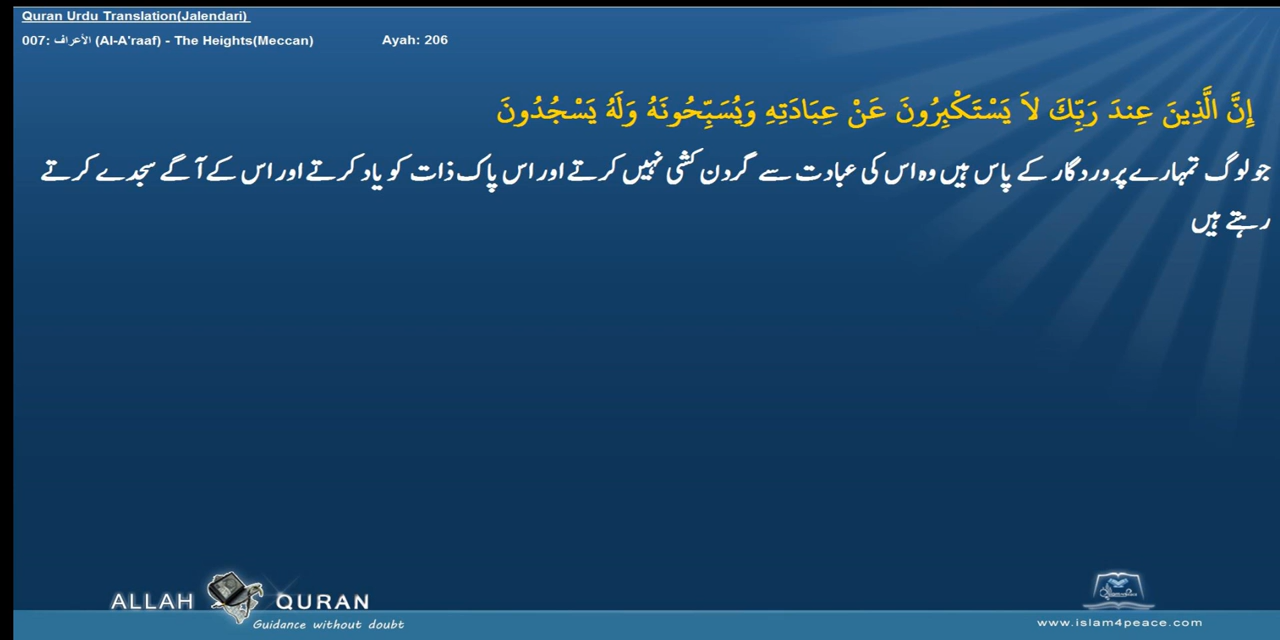 Quran Urdu Translation(Jalendari)
007: الأعراف (Al-A'raaf) - The Heights(Meccan) Ayah: 206
إِنَّ الَّذِينَ عِندَ رَبِّكَ لاَ يَسْتَكْبِرُونَ عَنْ عِبَادَتِهِ وَيُسَبِّحُونَهُ وَلَهُ يَسْجُدُونَ
جو لوگ تمہارے پروردگار کے پاس ہیں وہ اس کی عبادت سے گردن کشی نہیں کرتے اور اس پاک ذات کو یاد کرتے اور اس کے آگے سجدے کرتے
رہتے ہیں
ALLAH QURAN
Guidance without doubt
www.islam4peace.com